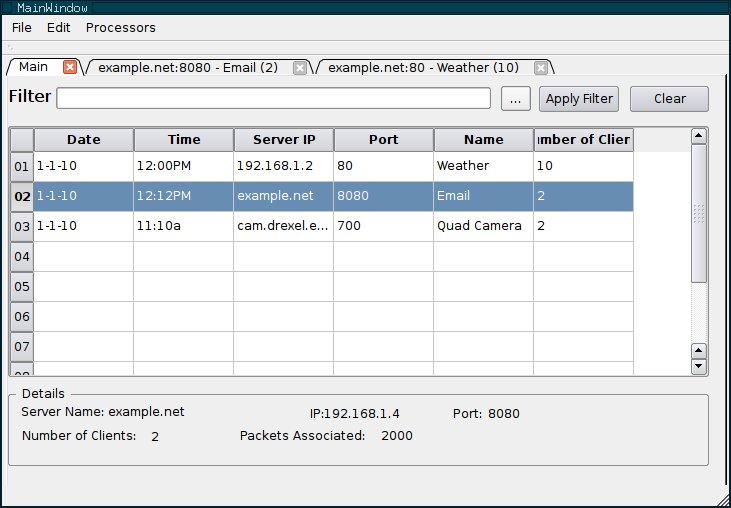 MainWindow
File Edit Processors
Main example.net:8080 - Email (2) example.net:80 - Weather (10)
Filter ... Apply Filter Clear
Date Time Server IP Port Name mber of Clier
01 1-1-10 12:00PM 192.168.1.2 80 Weather 10
02 1-1-10 12:12PM example.net 8080 Email 2
03 1-1-10 11:10a cam.drexel.e... 700 Quad Camera 2
04
05
06
07
Details
Server Name: example.net IP:192.168.1.4 Port: 8080
Number of Clients: 2 Packets Associated: 2000